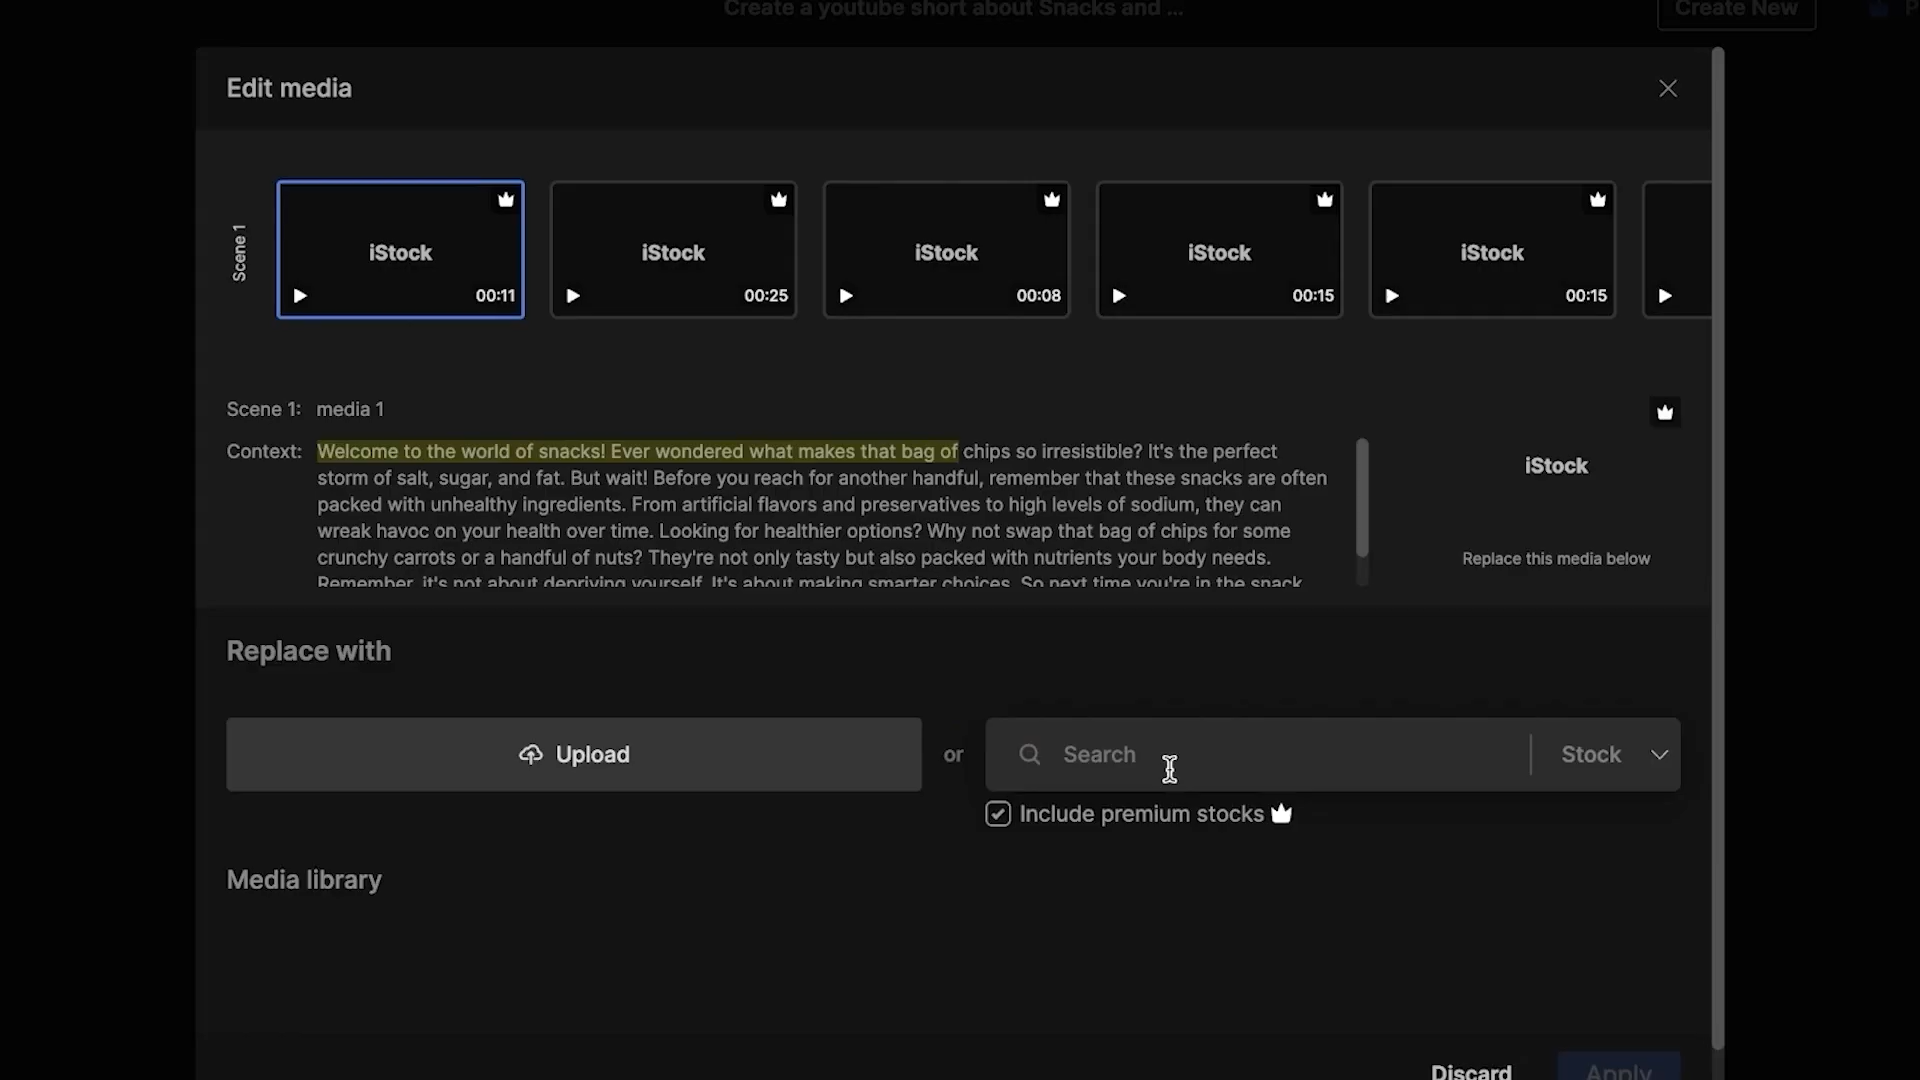 Create a youtube short about Snacks and ...
Create New
P
Edit media
Scene 1
iStock
00:11
iStock
00:25
iStock
00:08
iStock
00:15
iStock
00:15
Scene 1: media 1
Context: Welcome to the world of snacks! Ever wondered what makes that bag of chips so irresistible? It's the perfect
storm of salt, sugar, and fat. But wait! Before you reach for another handful, remember that these snacks are often
packed with unhealthy ingredients. From artificial flavors and preservatives to high levels of sodium, they can
wreak havoc on your health over time. Looking for healthier options? Why not swap that bag of chips for some
crunchy carrots or a handful of nuts? They're not only tasty but also packed with nutrients your body needs.
Remember, it's not about depriving yourself. It's about making smarter choices. So next time you're in the snack
iStock
Replace this media below
Replace with
Upload
or
Search
Stock
Include premium stocks
Media library
Discard
Apply